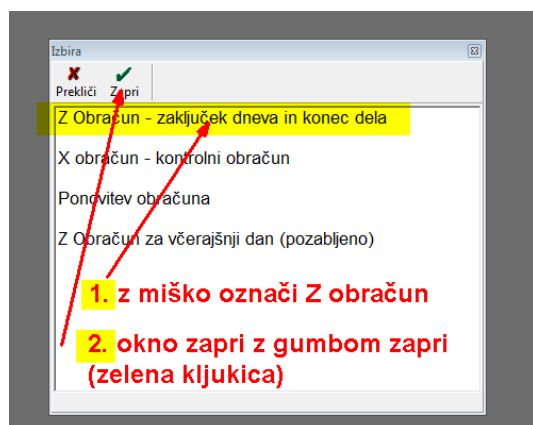 Izbira
Prekliči Zapri
Z Obračun - zaključek dneva in konec dela
X obračun - kontrolni obračun
Ponovitev obračuna
Z Obračun za včerajšnji dan (pozabljeno)
1. z miško označi Z obračun
2. okno zapri z gumbom zapri
(zelena kljukica)